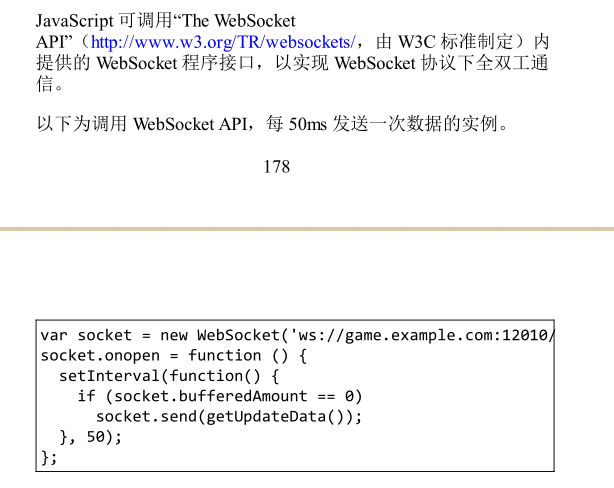 JavaScript 可调用“The WebSocket
API”（http://www.w3.org/TR/websockets/，由 W3C 标准制定）内
提供的 WebSocket 程序接口，以实现 WebSocket 协议下全双工通
信。
以下为调用 WebSocket API，每 50ms 发送一次数据的实例。
178
var socket = new WebSocket('ws://game.example.com:12010/
socket.onopen = function () {
  setInterval(function() {
    if (socket.bufferedAmount == 0)
      socket.send(getUpdateData());
  }, 50);
};